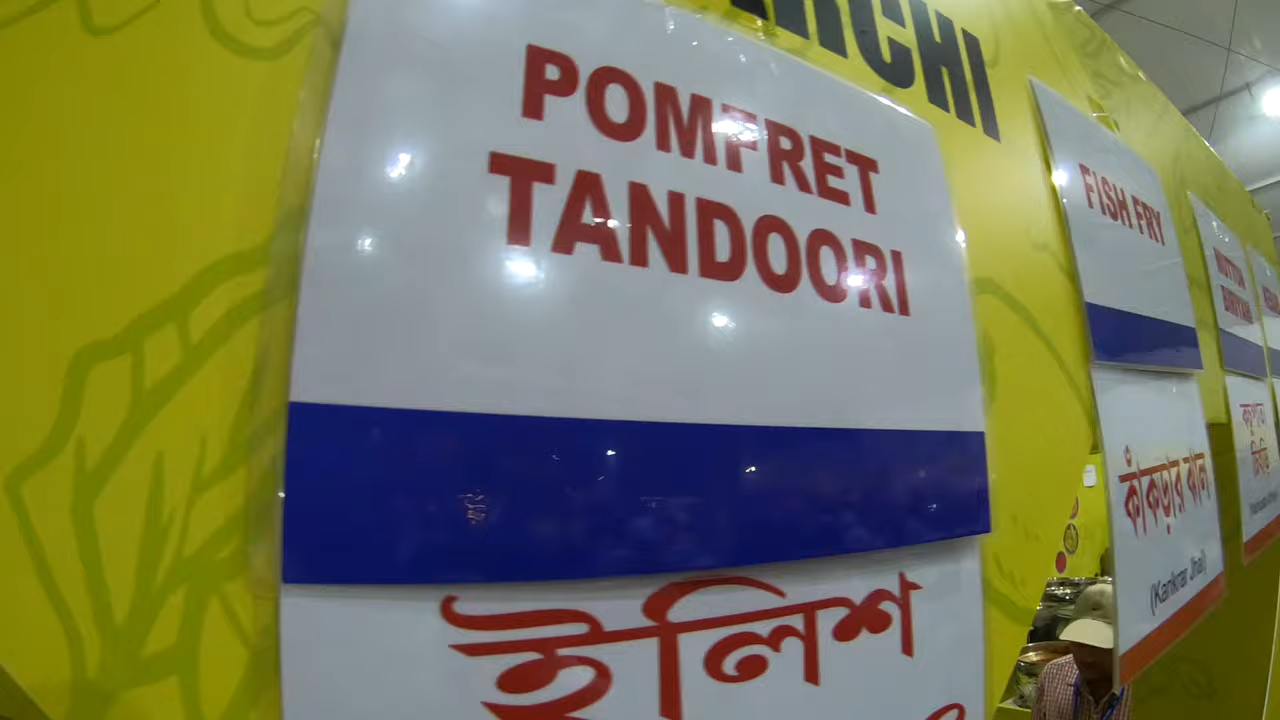 POMFRET
TANDOORI
ইলিশ
FISH FRY
কাঁকড়ার ঝাল
(Kankrar Jhal)
MUTTON
BIRYANI